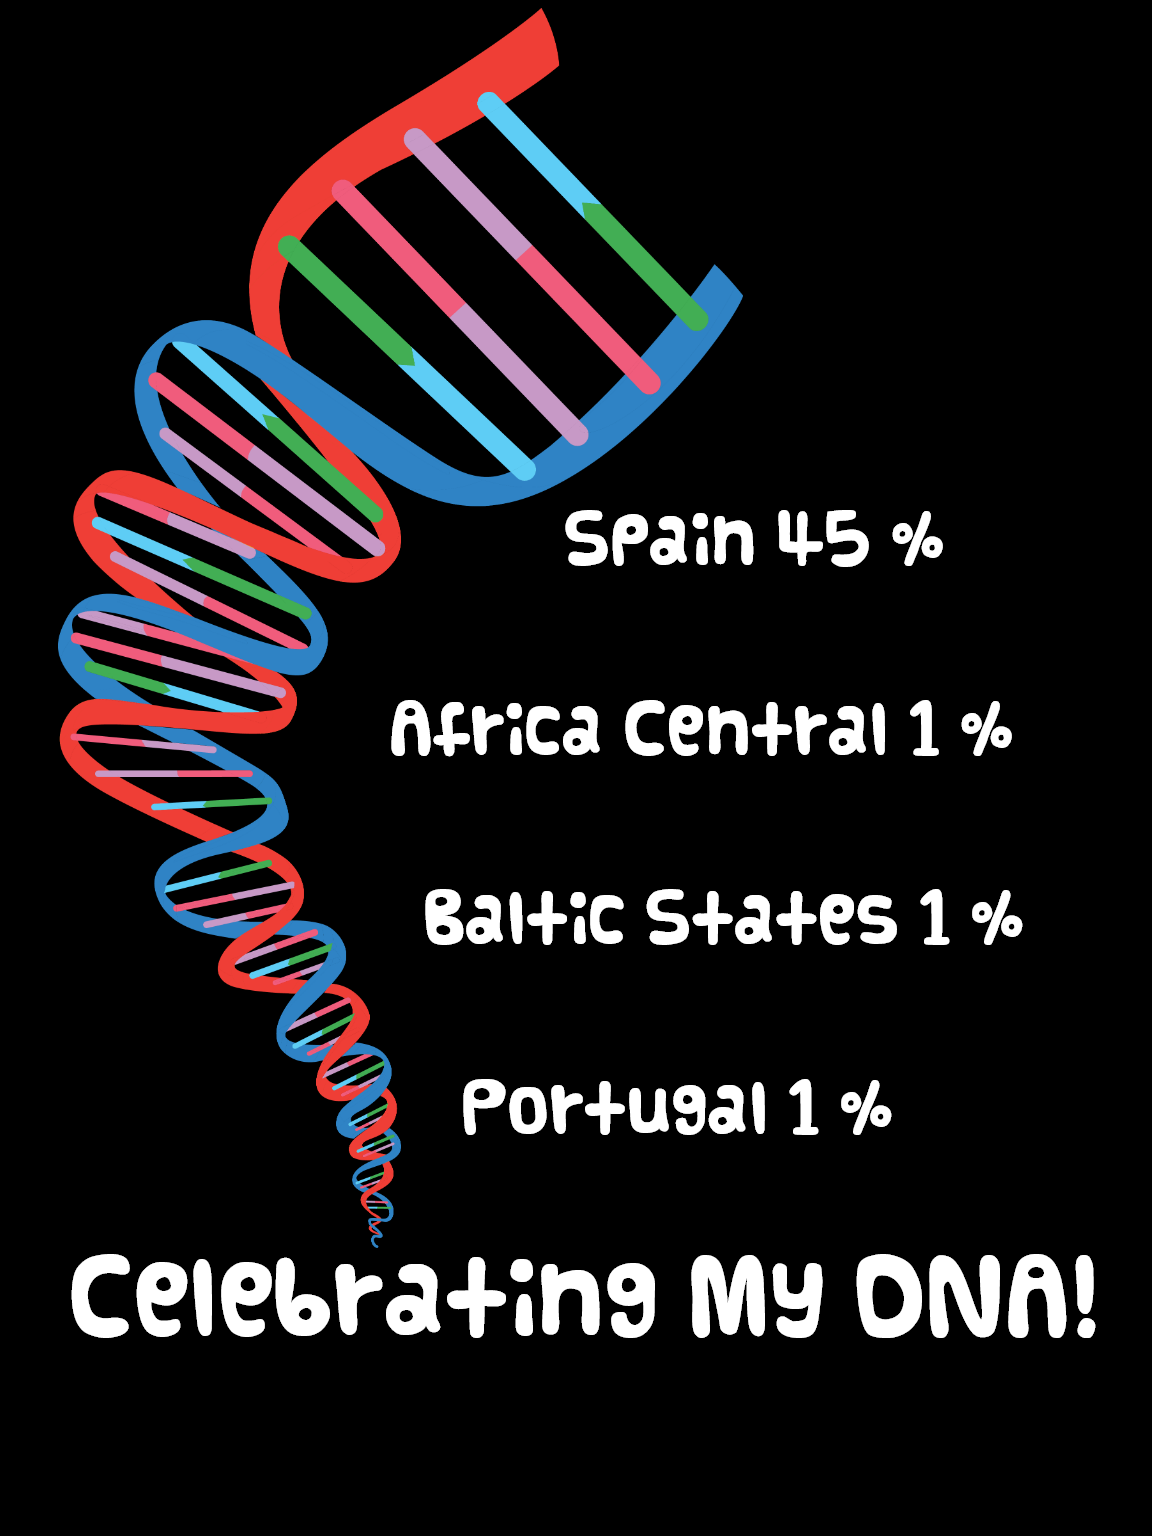 Spain 45 %
Africa Central 1 %
Baltic States 1 %
Portugal 1 %
Celebrating My DNA!